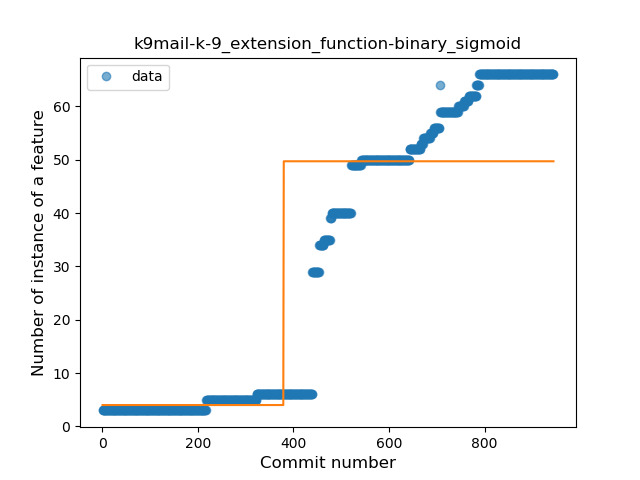 k9mail-k-9_extension_function-binary_sigmoid
data
Number of instance of a feature
60
50
40
30
20
10
0
0 200 400 600 800
Commit number